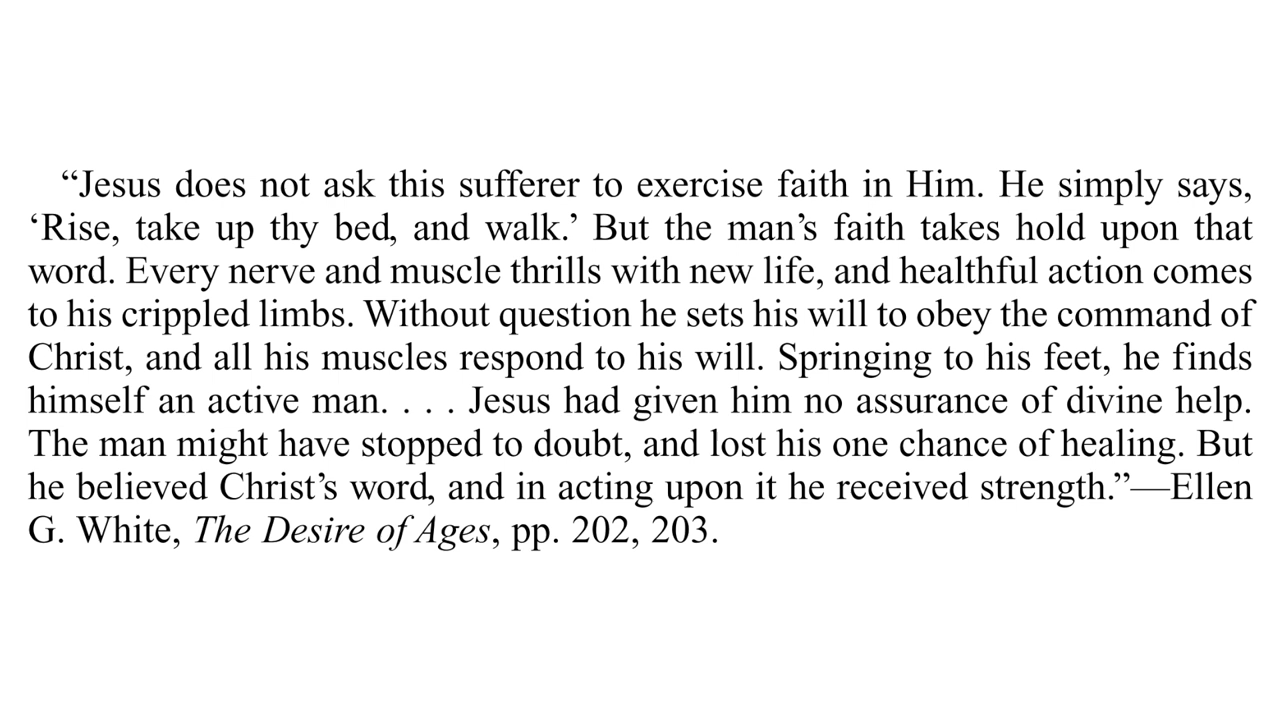 “Jesus does not ask this sufferer to exercise faith in Him. He simply says,
‘Rise, take up thy bed, and walk.’ But the man’s faith takes hold upon that
word. Every nerve and muscle thrills with new life, and healthful action comes
to his crippled limbs. Without question he sets his will to obey the command of
Christ, and all his muscles respond to his will. Springing to his feet, he finds
himself an active man. . . . Jesus had given him no assurance of divine help.
The man might have stopped to doubt, and lost his one chance of healing. But
he believed Christ’s word, and in acting upon it he received strength.”—Ellen
G. White, The Desire of Ages, pp. 202, 203.